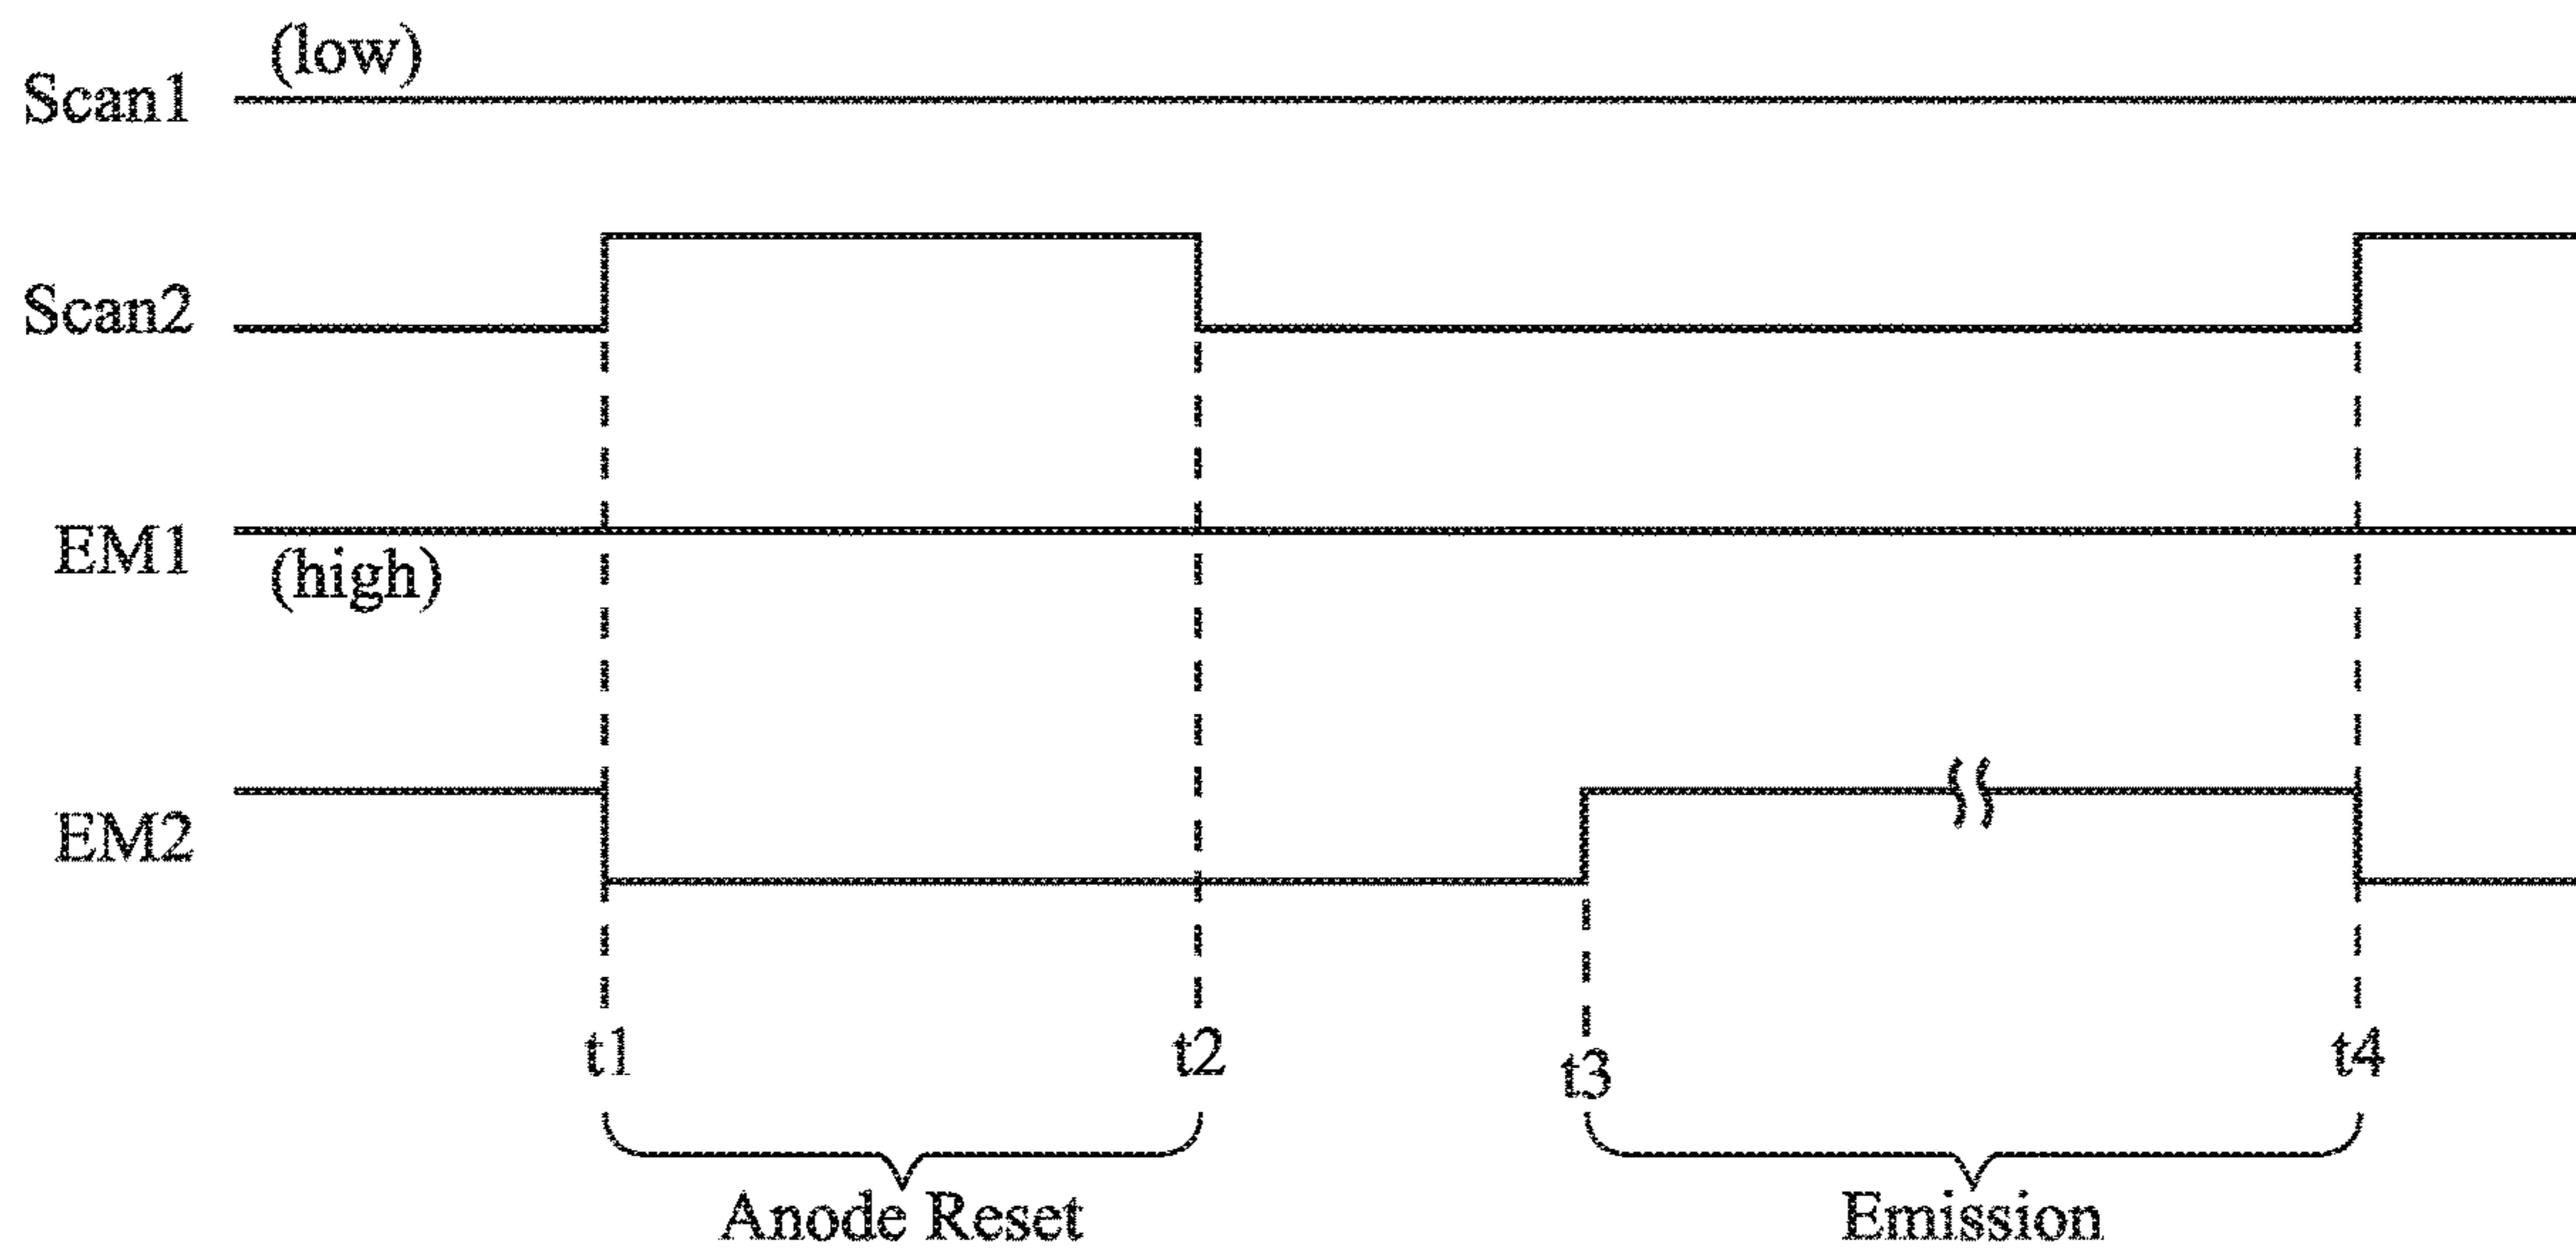 (low)
Scan1
Scan2
EM1
(high)
EM2
t1
t2
t3
t4
Anode Reset
Emission